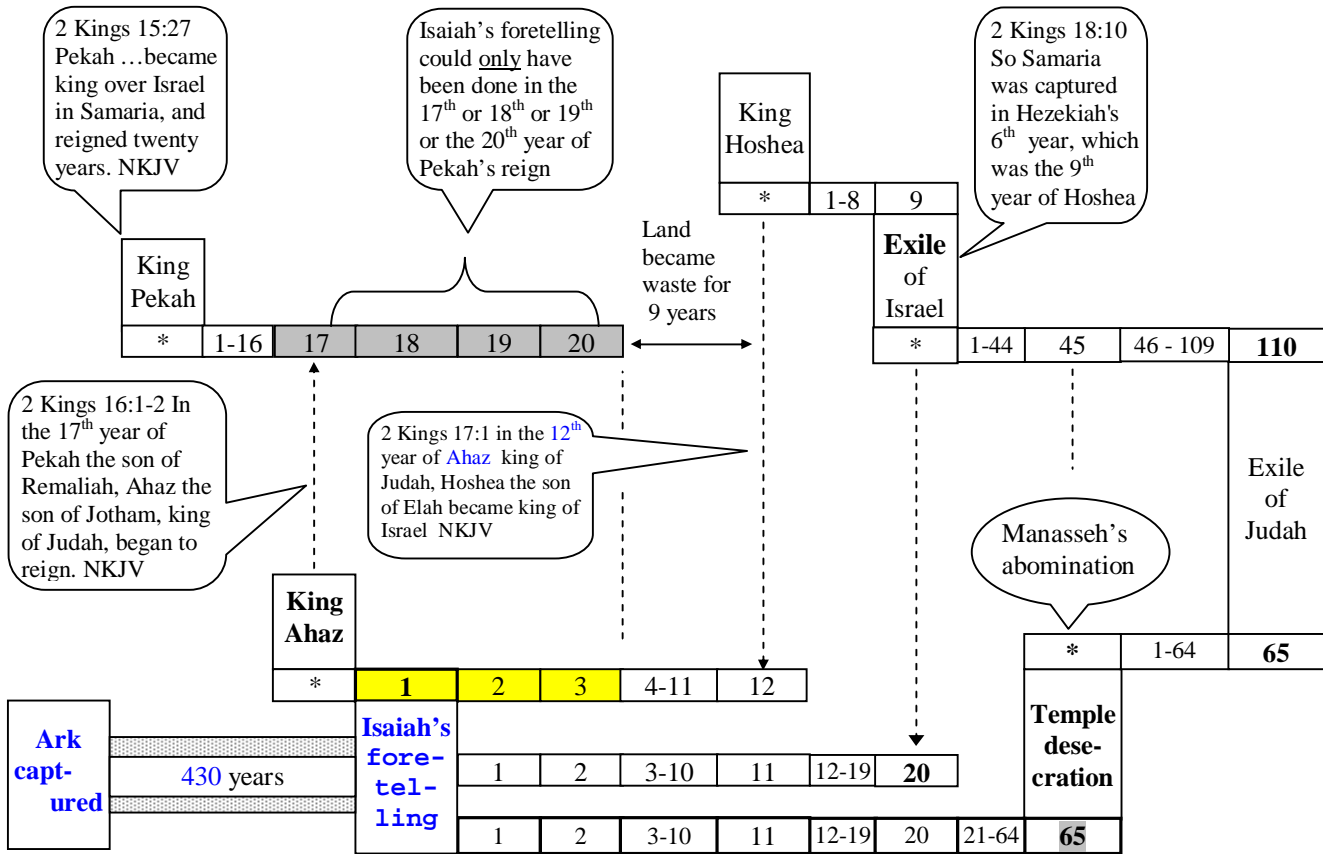 2 Kings 15:27
Pekah …became
king over Israel
in Samaria, and
reigned twenty
years. NKJV
Isaiah’s foretelling
could only have
been done in the
17th or 18th or 19th
or the 20th year of
Pekah’s reign
2 Kings 18:10
So Samaria
was captured
in Hezekiah's
6th year, which
was the 9th
year of Hoshea
King
Hoshea
* 1-8 9
Exile
of
Israel
Land
became
waste for
9 years
King
Pekah
* 1-16 17 18 19 20
* 1-44 45 46 - 109 110
2 Kings 16:1-2 In
the 17th year of
Pekah the son of
Remaliah, Ahaz the
son of Jotham, king
of Judah, began to
reign. NKJV
2 Kings 17:1 in the 12th
year of Ahaz king of
Judah, Hoshea the son
of Elah became king of
Israel NKJV
Exile
of
Judah
Manasseh’s
abomination
King
Ahaz
* 1-64 65
* 1 2 3 4-11 12
Ark
capt-
ured
430 years
Isaiah’s
fore-
tel-
ling
Temple
dese-
cration
1 2 3-10 11 12-19 20
1 2 3-10 11 12-19 20 21-64 65